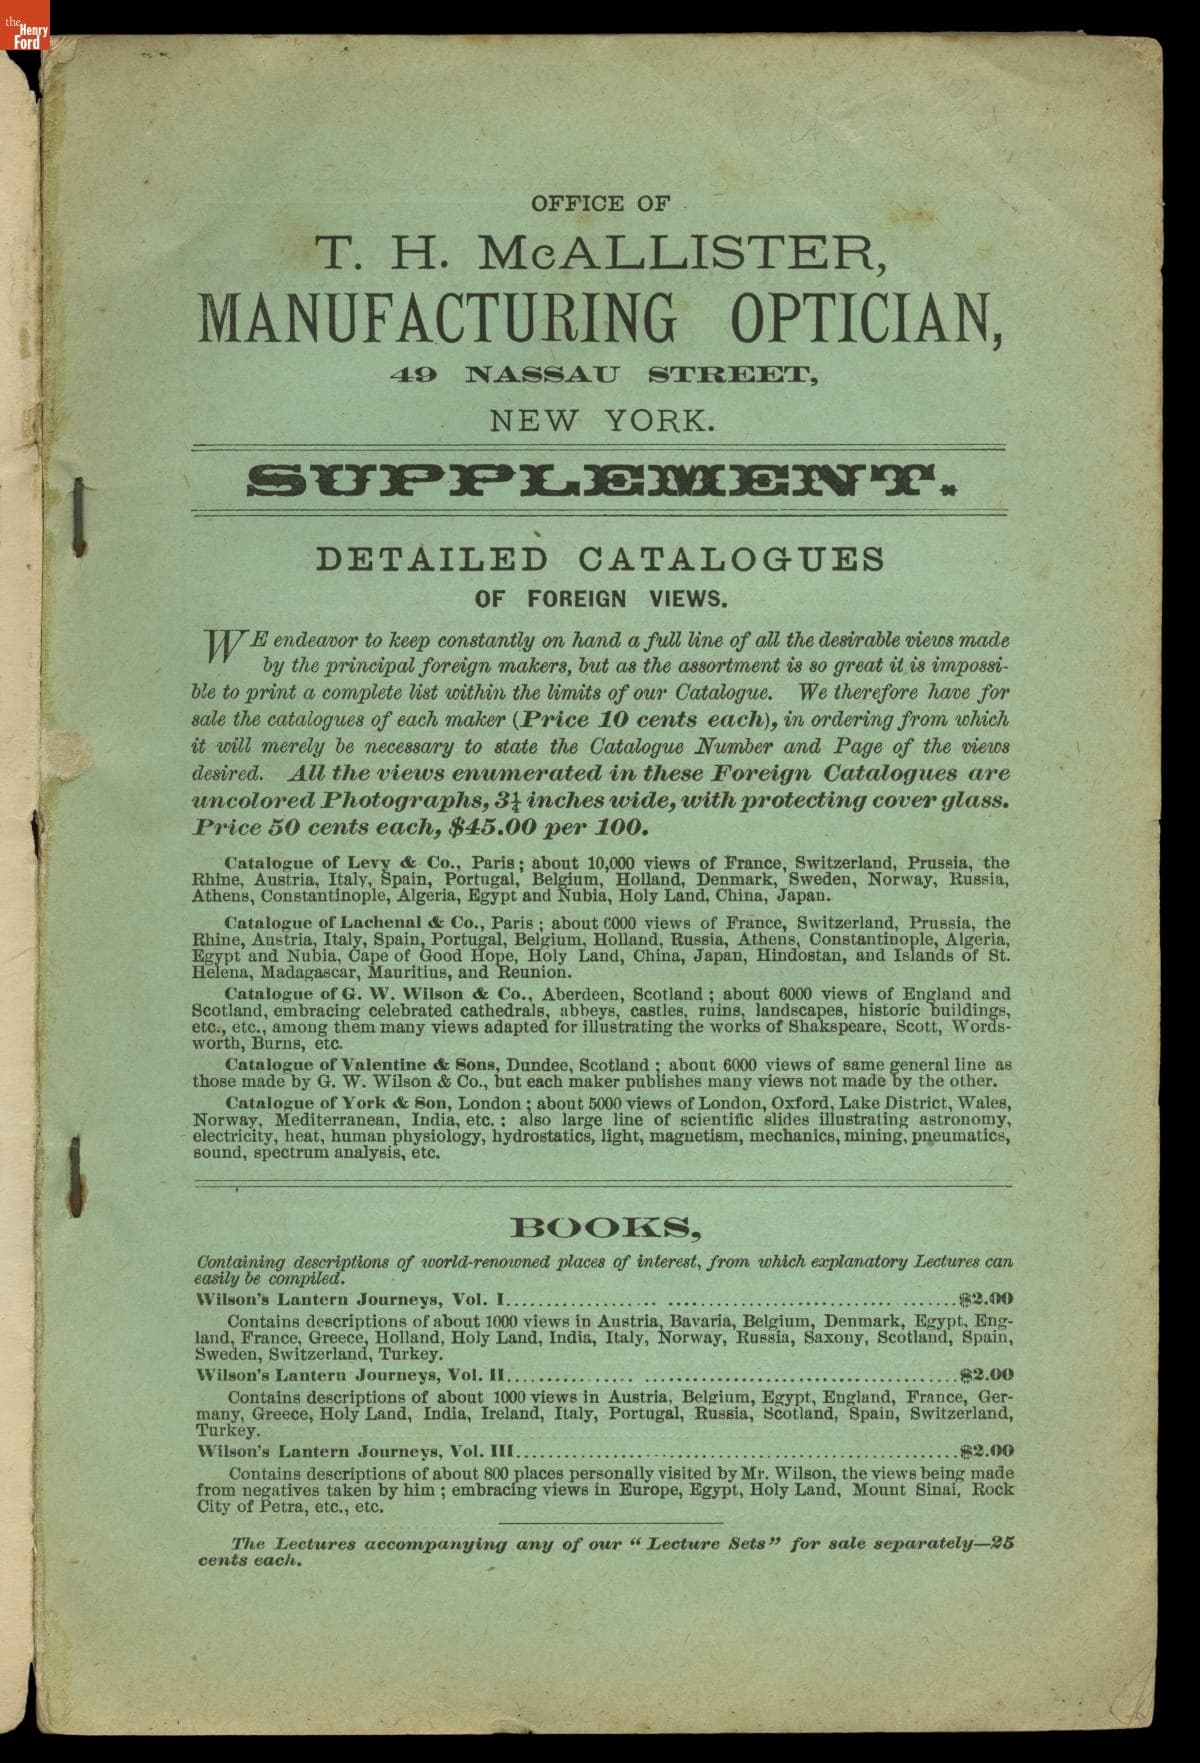 the
Henry
Ford
OFFICE OF
T. H. McALLISTER,
MANUFACTURING OPTICIAN,
49 NASSAU STREET,
NEW YORK.
SUPPLEMENT.
DETAILED CATALOGUES
OF FOREIGN VIEWS.
WE endeavor to keep constantly on hand a full line of all the desirable views made
by the principal foreign makers, but as the assortment is so great it is impossi-
ble to print a complete list within the limits of our Catalogue. We therefore have for
sale the catalogues of each maker (Price 10 cents each), in ordering from which
it will merely be necessary to state the Catalogue Number and Page of the views
desired. All the views enumerated in these Foreign Catalogues are
uncolored Photographs, 3¼ inches wide, with protecting cover glass.
Price 50 cents each, $45.00 per 100.
Catalogue of Levy & Co., Paris; about 10,000 views of France, Switzerland, Prussia, the
Rhine, Austria, Italy, Spain, Portugal, Belgium, Holland, Denmark, Sweden, Norway, Russia,
Athens, Constantinople, Algeria, Egypt and Nubia, Holy Land, China, Japan.
Catalogue of Lachenal & Co., Paris; about 6000 views of France, Switzerland, Prussia, the
Rhine, Austria, Italy, Spain, Portugal, Belgium, Holland, Russia, Athens, Constantinople, Algeria,
Egypt and Nubia, Cape of Good Hope, Holy Land, China, Japan, Hindostan, and Islands of St.
Helena, Madagascar, Mauritius, and Reunion.
Catalogue of G. W. Wilson & Co., Aberdeen, Scotland; about 6000 views of England and
Scotland, embracing celebrated cathedrals, abbeys, castles, ruins, landscapes, historic buildings,
etc., etc., among them many views adapted for illustrating the works of Shakspeare, Scott, Words-
worth, Burns, etc.
Catalogue of Valentine & Sons, Dundee, Scotland; about 6000 views of same general line as
those made by G. W. Wilson & Co., but each maker publishes many views not made by the other.
Catalogue of York & Son, London; about 5000 views of London, Oxford, Lake District, Wales,
Norway, Mediterranean, India, etc.; also large line of scientific slides illustrating astronomy,
electricity, heat, human physiology, hydrostatics, light, magnetism, mechanics, mining, pneumatics,
sound, spectrum analysis, etc.
BOOKS,
Containing descriptions of world-renowned places of interest, from which explanatory Lectures can
easily be compiled.
Wilson's Lantern Journeys, Vol. I.......................................................$2.00
Contains descriptions of about 1000 views in Austria, Bavaria, Belgium, Denmark, Egypt, Eng-
land, France, Greece, Holland, Holy Land, India, Italy, Norway, Russia, Saxony, Scotland, Spain,
Sweden, Switzerland, Turkey.
Wilson's Lantern Journeys, Vol. II......................................................$2.00
Contains descriptions of about 1000 views in Austria, Belgium, Egypt, England, France, Ger-
many, Greece, Holy Land, India, Ireland, Italy, Portugal, Russia, Scotland, Spain, Switzerland,
Turkey.
Wilson's Lantern Journeys, Vol. III.....................................................$2.00
Contains descriptions of about 800 places personally visited by Mr. Wilson, the views being made
from negatives taken by him; embracing views in Europe, Egypt, Holy Land, Mount Sinai, Rock
City of Petra, etc., etc.
The Lectures accompanying any of our "Lecture Sets" for sale separately—25
cents each.